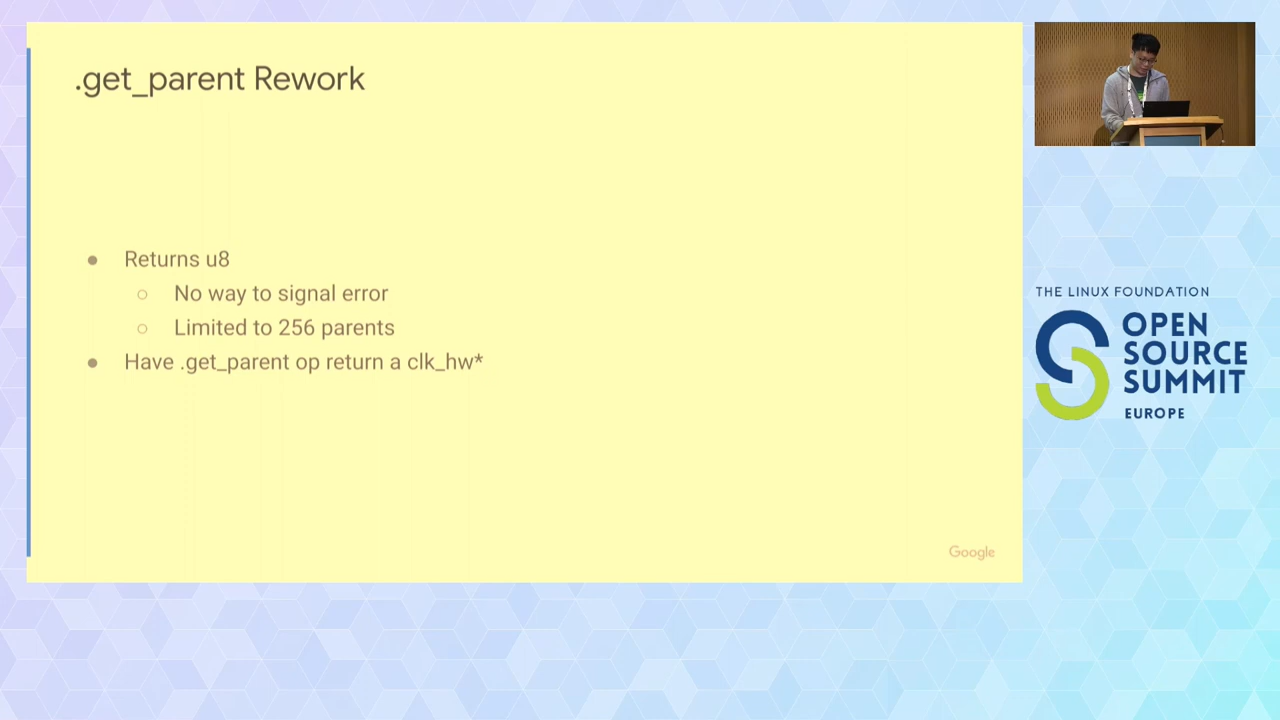 .get_parent Rework
● Returns u8
○ No way to signal error
○ Limited to 256 parents
● Have .get_parent op return a clk_hw*
Google
THE LINUX FOUNDATION
OPEN
SOURCE
SUMMIT
EUROPE